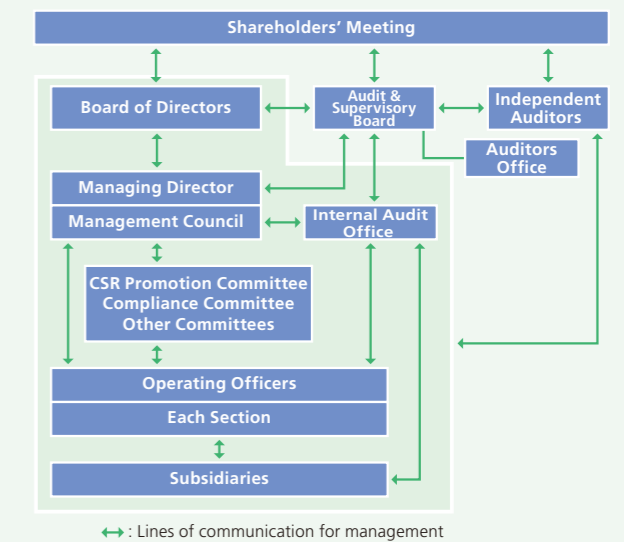 Shareholders’ Meeting
Board of Directors
Audit &
Supervisory
Board
Independent
Auditors
Auditors
Office
Managing Director
Management Council
Internal Audit
Office
CSR Promotion Committee
Compliance Committee
Other Committees
Operating Officers
Each Section
Subsidiaries
: Lines of communication for management